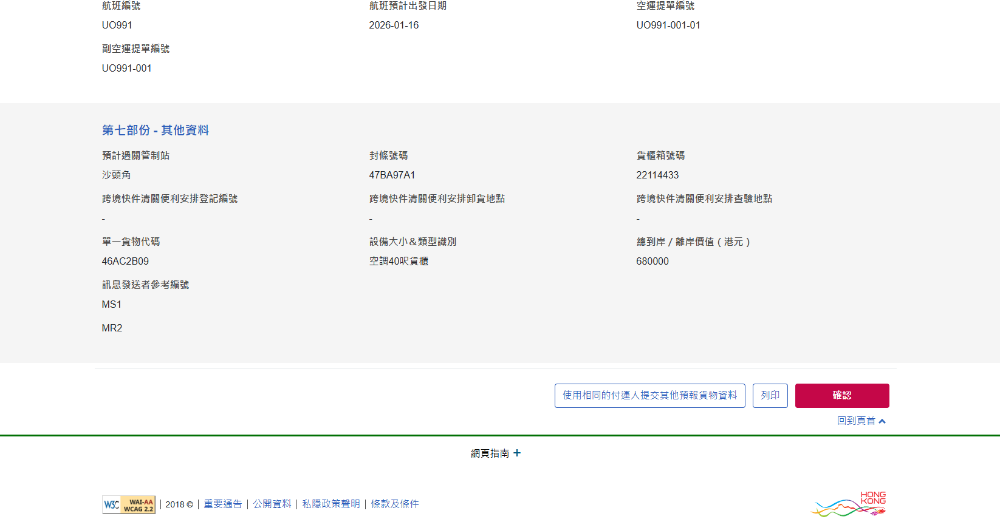 航班編號 航班預計出發日期 空運提單編號
UO991 2026-01-16 UO991-001-01
副空運提單編號
UO991-001
第七部份 - 其他資料
預計過關管制站 封條號碼 貨櫃箱號碼
沙頭角 47BA97A1 22114433
跨境快件清關便利安排登記編號 跨境快件清關便利安排卸貨地點 跨境快件清關便利安排查驗地點
- - -
單一貨物代碼 設備大小＆類型識別 總到岸 / 離岸價值 ( 港元 )
46AC2B09 空調40呎貨櫃 680000
訊息發送者參考編號
MS1
MR2
使用相同的付運人提交其他預報貨物資料 列印 確認
回到頁首
網頁指南 +
W3C WAI-AA WCAG 2.2 | 2018 © | 重要通告 | 公開資料 | 私隱政策聲明 | 條款及條件
HONG KONG